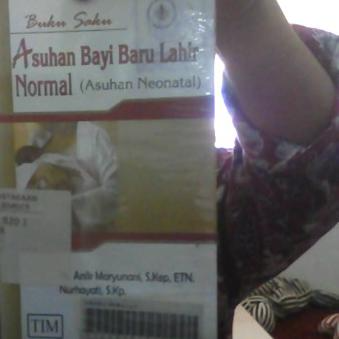 Buku Saku
Asuhan Bayi Baru Lahir
Normal (Asuhan Neonatal)
Anik Maryunani, S.Kep, ETN.
Nurhayati, S.Kp.
TIM